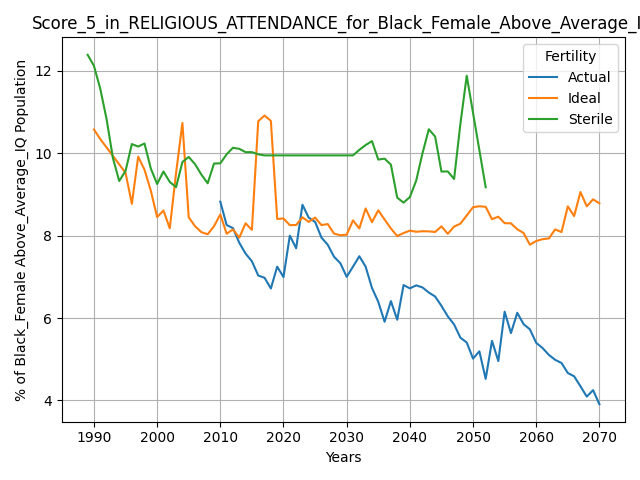 Score_5_in_RELIGIOUS_ATTENDANCE_for_Black_Female_Above_Average_I
% of Black_Female Above_Average_IQ Population
12
10
8
6
4
Fertility
Actual
Ideal
Sterile
1990 2000 2010 2020 2030 2040 2050 2060 2070
Years